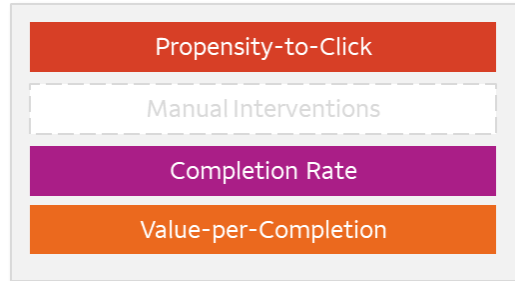 Propensity-to-Click
Manual Interventions
Completion Rate
Value-per-Completion